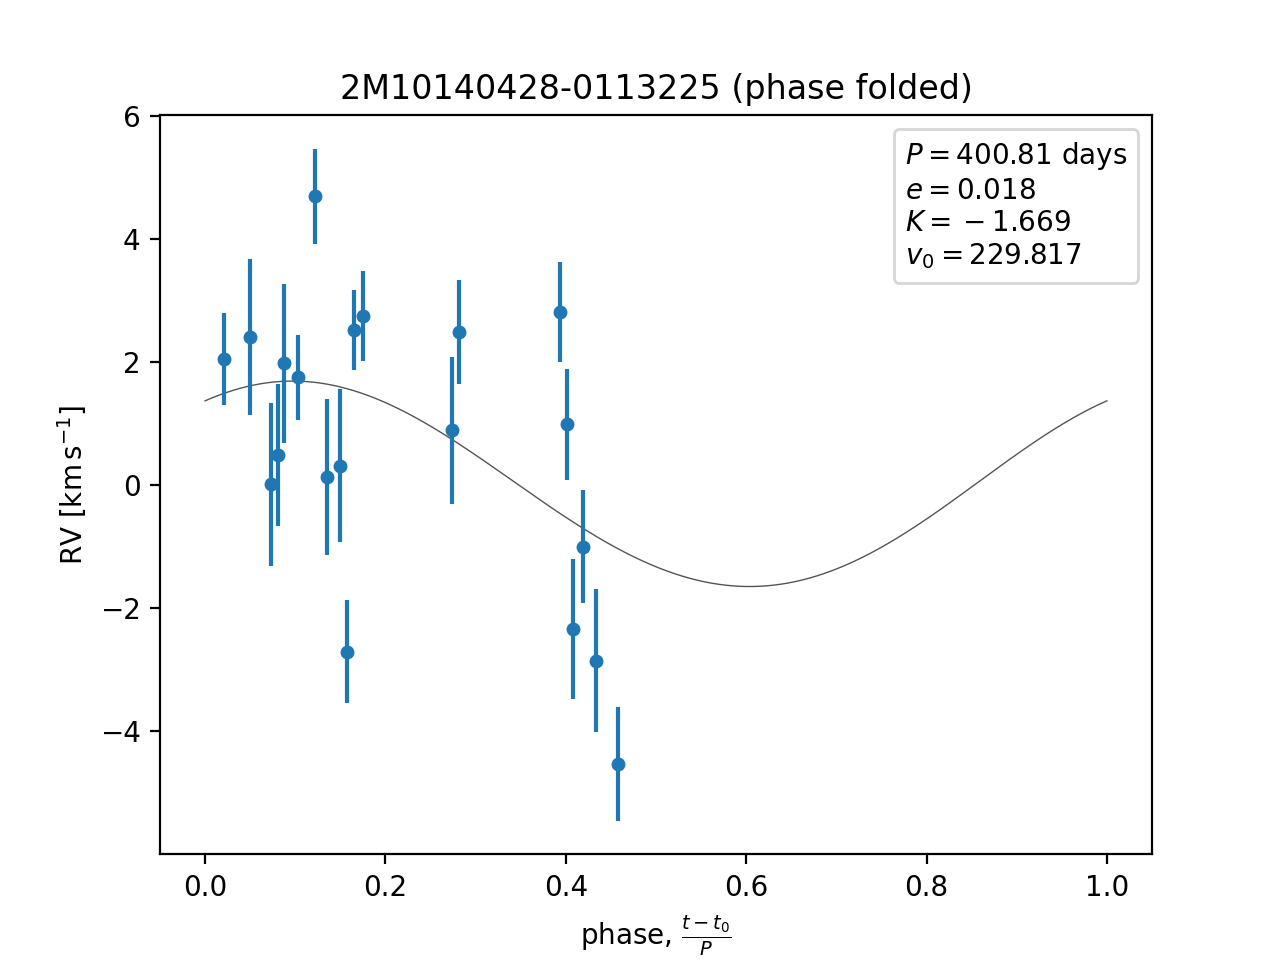 2M10140428-0113225 (phase folded)
P = 400.81 days
e = 0.018
K = −1.669
v₀ = 229.817
6
4
2
0
−2
−4
RV [km s⁻¹]
0.0 0.2 0.4 0.6 0.8 1.0
phase, (t − t₀)/P